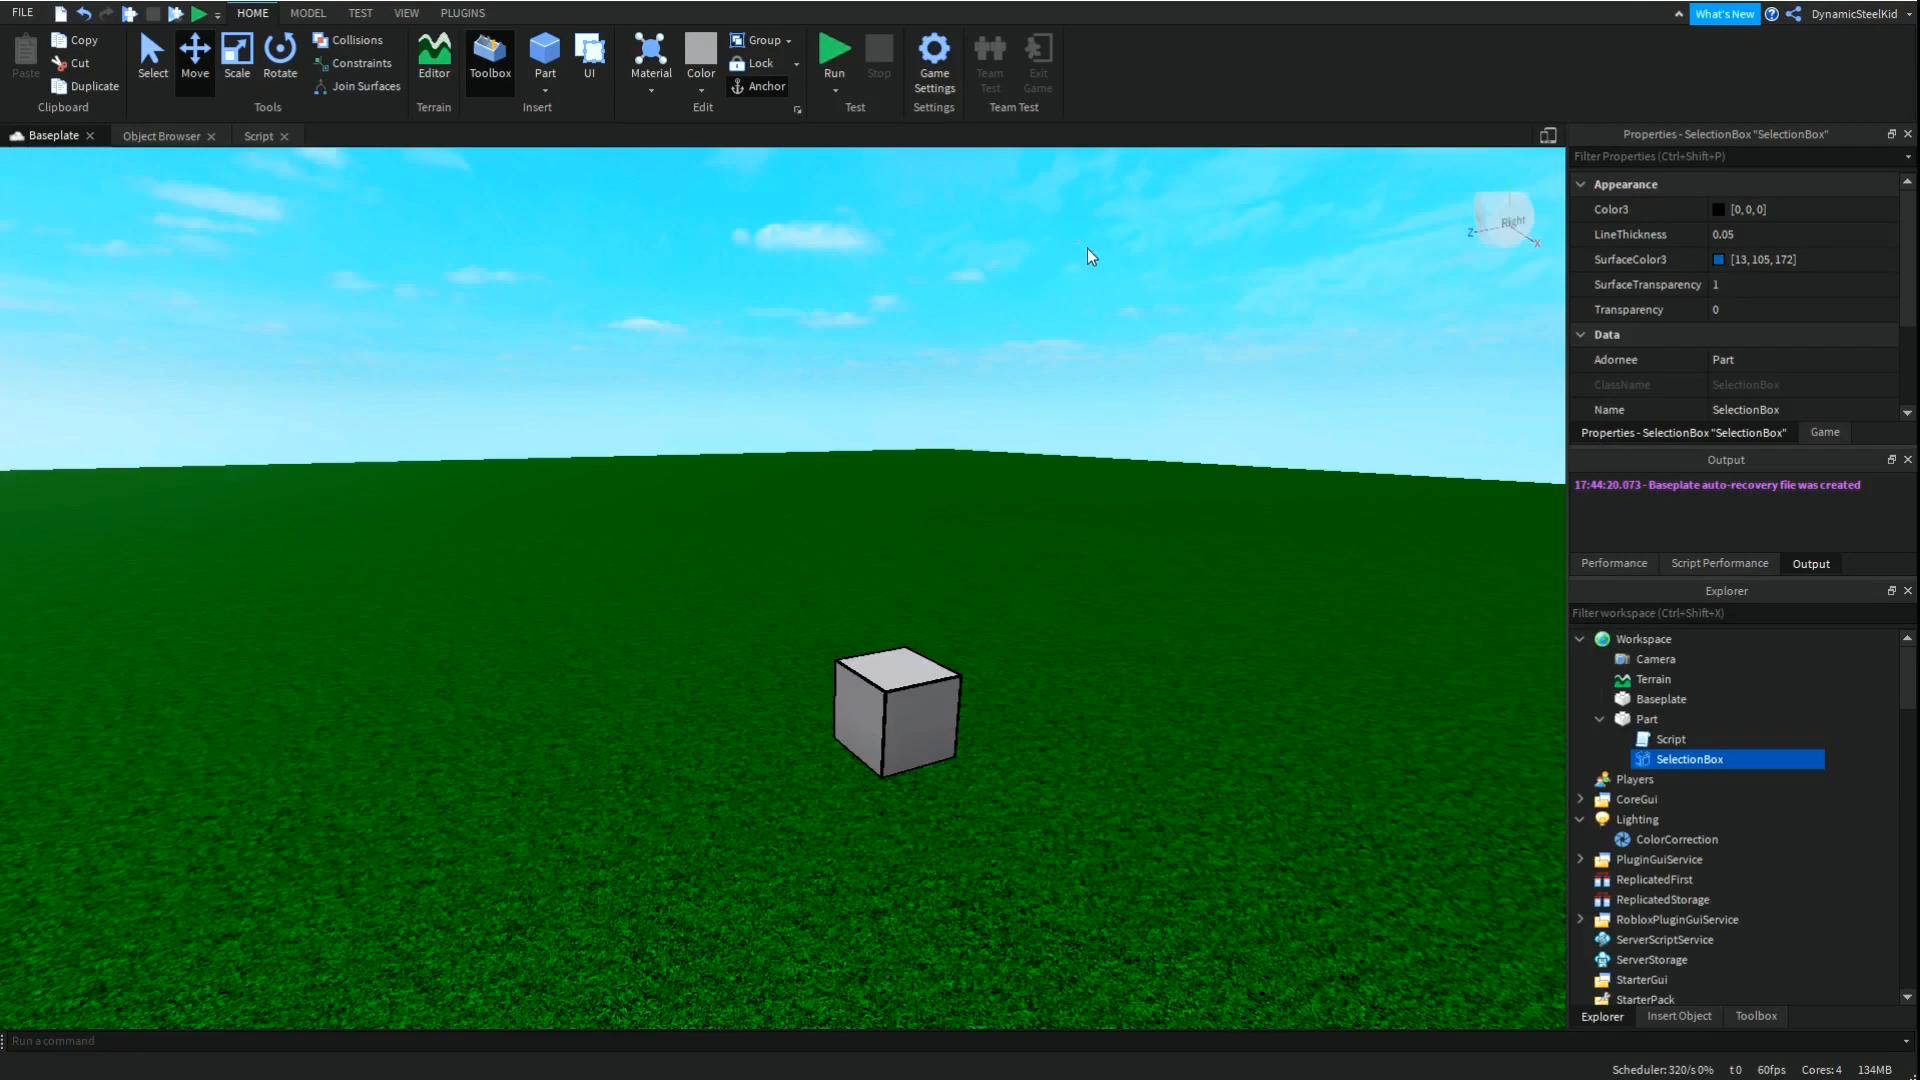 FILE HOME MODEL TEST VIEW PLUGINS What's New DynamicSteelKid
Paste Copy Cut Duplicate Clipboard
Select Move Scale Rotate Collisions Constraints Join Surfaces Tools
Editor Terrain
Toolbox Part UI Insert
Material Color Group Lock Anchor Edit
Run Stop Test
Game Settings Settings
Team Test Exit Game Team Test
Baseplate Object Browser Script
Right
Z
X
Properties - SelectionBox "SelectionBox"
Filter Properties (Ctrl+Shift+P)
Appearance
Color3 [0, 0, 0]
LineThickness 0.05
SurfaceColor3 [13, 105, 172]
SurfaceTransparency 1
Transparency 0
Data
Adornee Part
ClassName SelectionBox
Name SelectionBox
Properties - SelectionBox "SelectionBox" Game
Output
17:44:20.073 - Baseplate auto-recovery file was created
Performance Script Performance Output
Explorer
Filter workspace (Ctrl+Shift+X)
Workspace
Camera
Terrain
Baseplate
Part
Script
SelectionBox
Players
CoreGui
Lighting
ColorCorrection
PluginGuiService
ReplicatedFirst
ReplicatedStorage
RobloxPluginGuiService
ServerScriptService
ServerStorage
StarterGui
StarterPack
Explorer Insert Object Toolbox
Run a command
Scheduler: 320/s 0% t 0 60fps Cores: 4 134MB